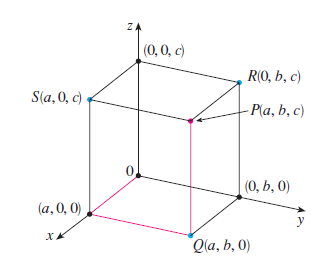 z
(0, 0, c)
R(0, b, c)
S(a, 0, c)
P(a, b, c)
0
(0, b, 0)
(a, 0, 0)
y
x
Q(a, b, 0)